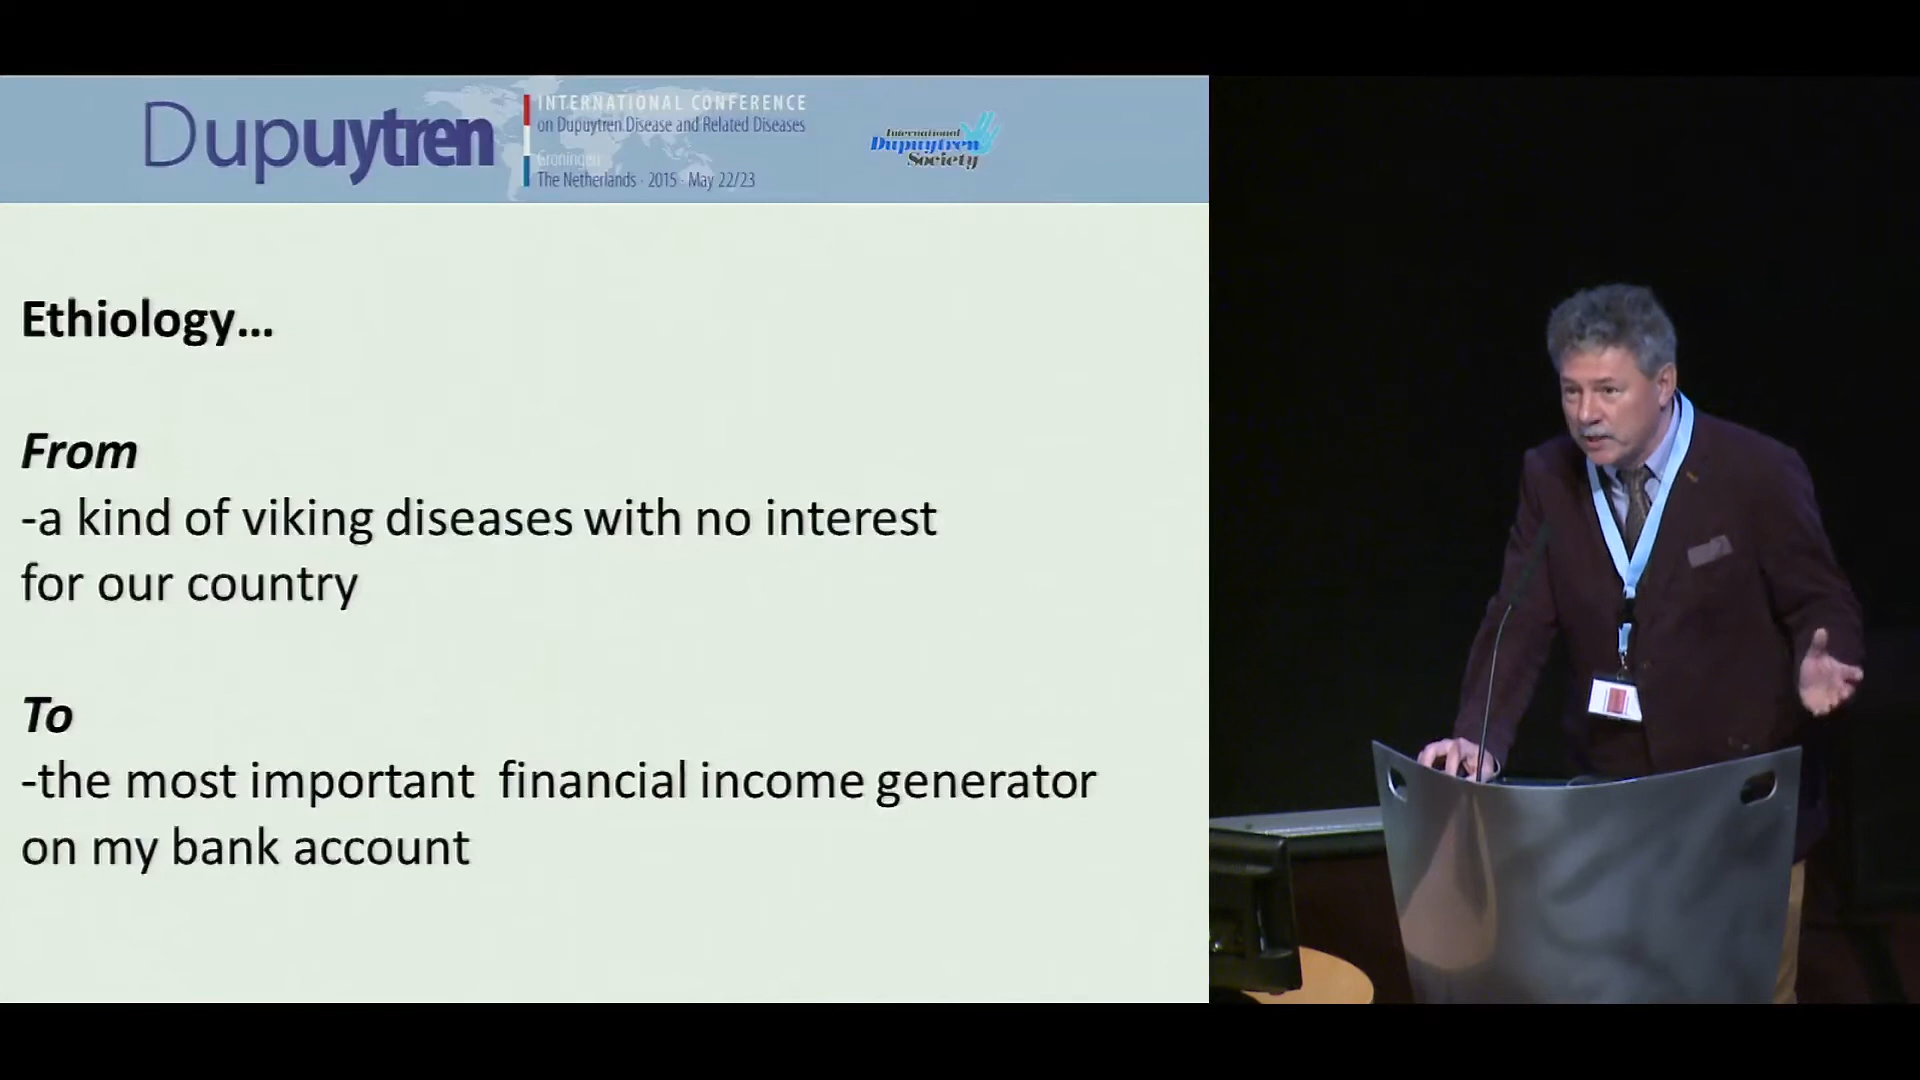 Dupuytren
INTERNATIONAL CONFERENCE
on Dupuytren Disease and Related Diseases
Groningen
The Netherlands · 2015 · May 22/23
International
Dupuytren
Society
Ethiology...
From
-a kind of viking diseases with no interest
for our country
To
-the most important financial income generator
on my bank account